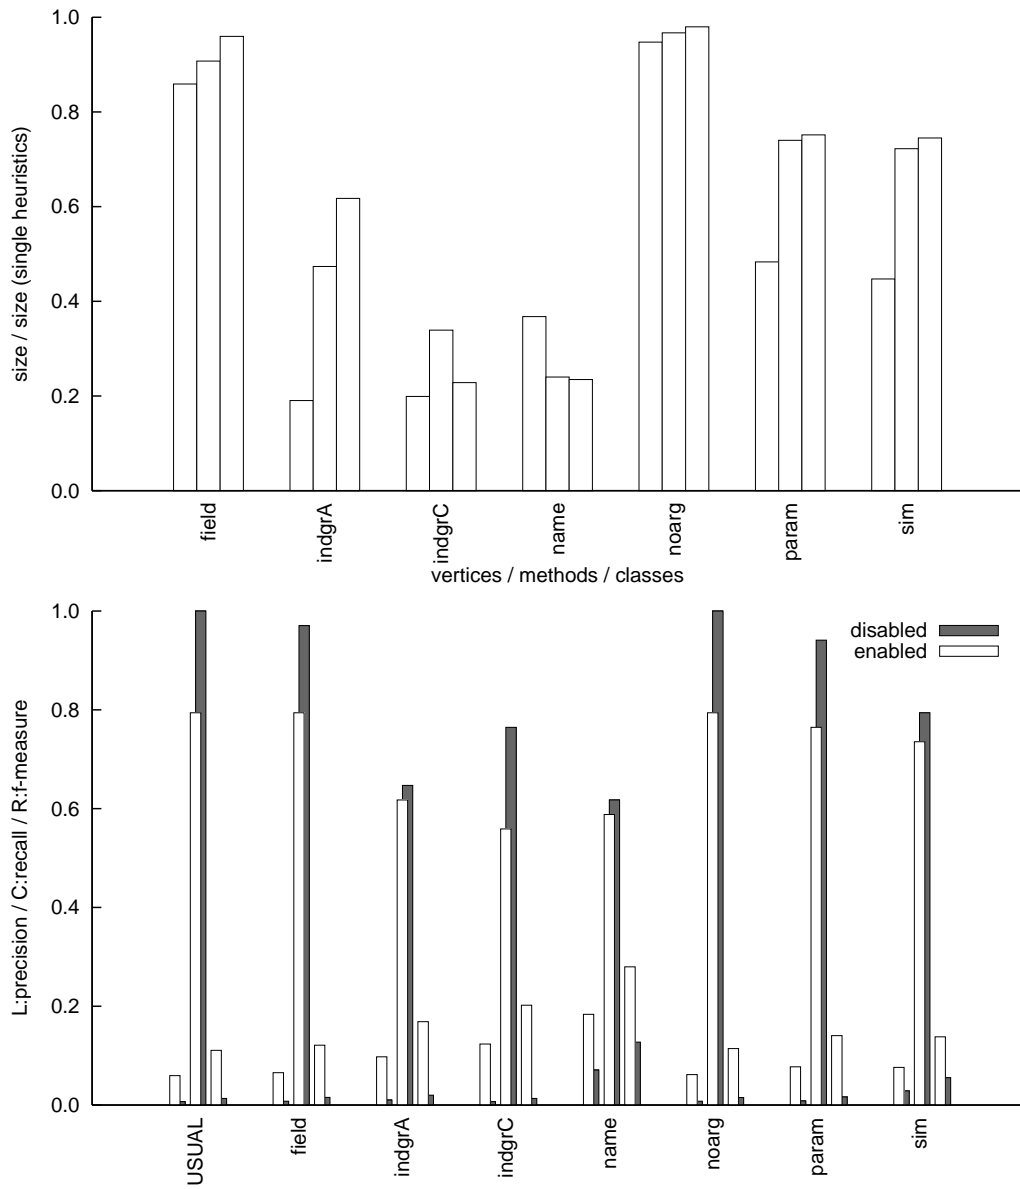 1.0
0.8
0.6
0.4
0.2
0.0
size / size (single heuristics)
field
indgrA
indgrC
name
noarg
param
sim
vertices / methods / classes
1.0
0.8
0.6
0.4
0.2
0.0
L:precision / C:recall / R:f-measure
disabled
enabled
USUAL
field
indgrA
indgrC
name
noarg
param
sim